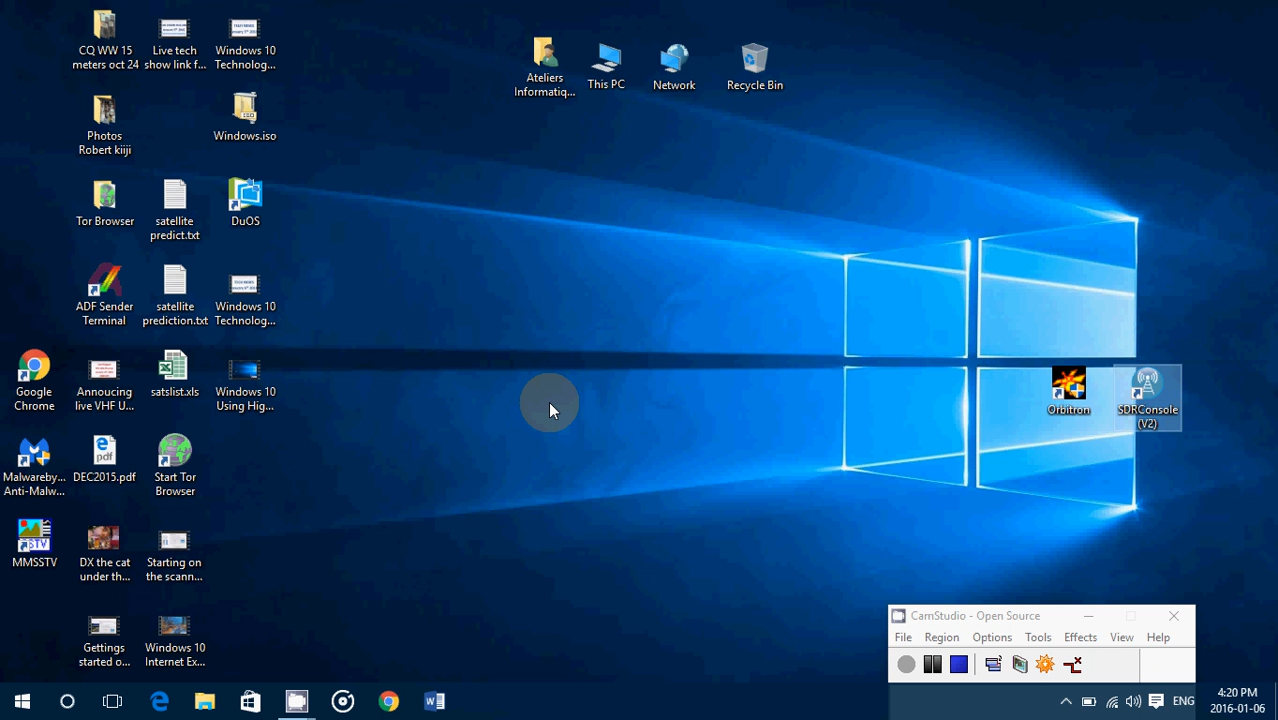 CQ WW 15
meters oct 24
Live tech
show link f...
Windows 10
Technolog...
Ateliers
Informatiq...
This PC
Network
Recycle Bin
Photos
Robert kiiji
Windows.iso
Tor Browser
satellite
predict.txt
DuOS
ADF Sender
Terminal
satellite
prediction.txt
Windows 10
Technolog...
Google
Chrome
Annoucing
live VHF U...
satslist.xls
Windows 10
Using Hig...
Orbitron
SDRConsole
(V2)
Malwareby...
Anti-Malw...
DEC2015.pdf
Start Tor
Browser
MMSSTV
DX the cat
under th...
Starting on
the scann...
Gettings
started o...
Windows 10
Internet Ex...
CamStudio - Open Source
File Region Options Tools Effects View Help
ENG
4:20 PM
2016-01-06